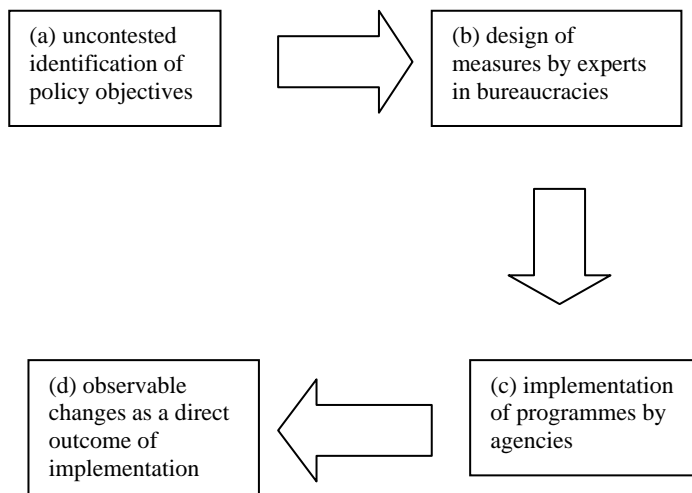 (a) uncontested
identification of
policy objectives
(b) design of
measures by experts
in bureaucracies
(c) implementation
of programmes by
agencies
(d) observable
changes as a direct
outcome of
implementation